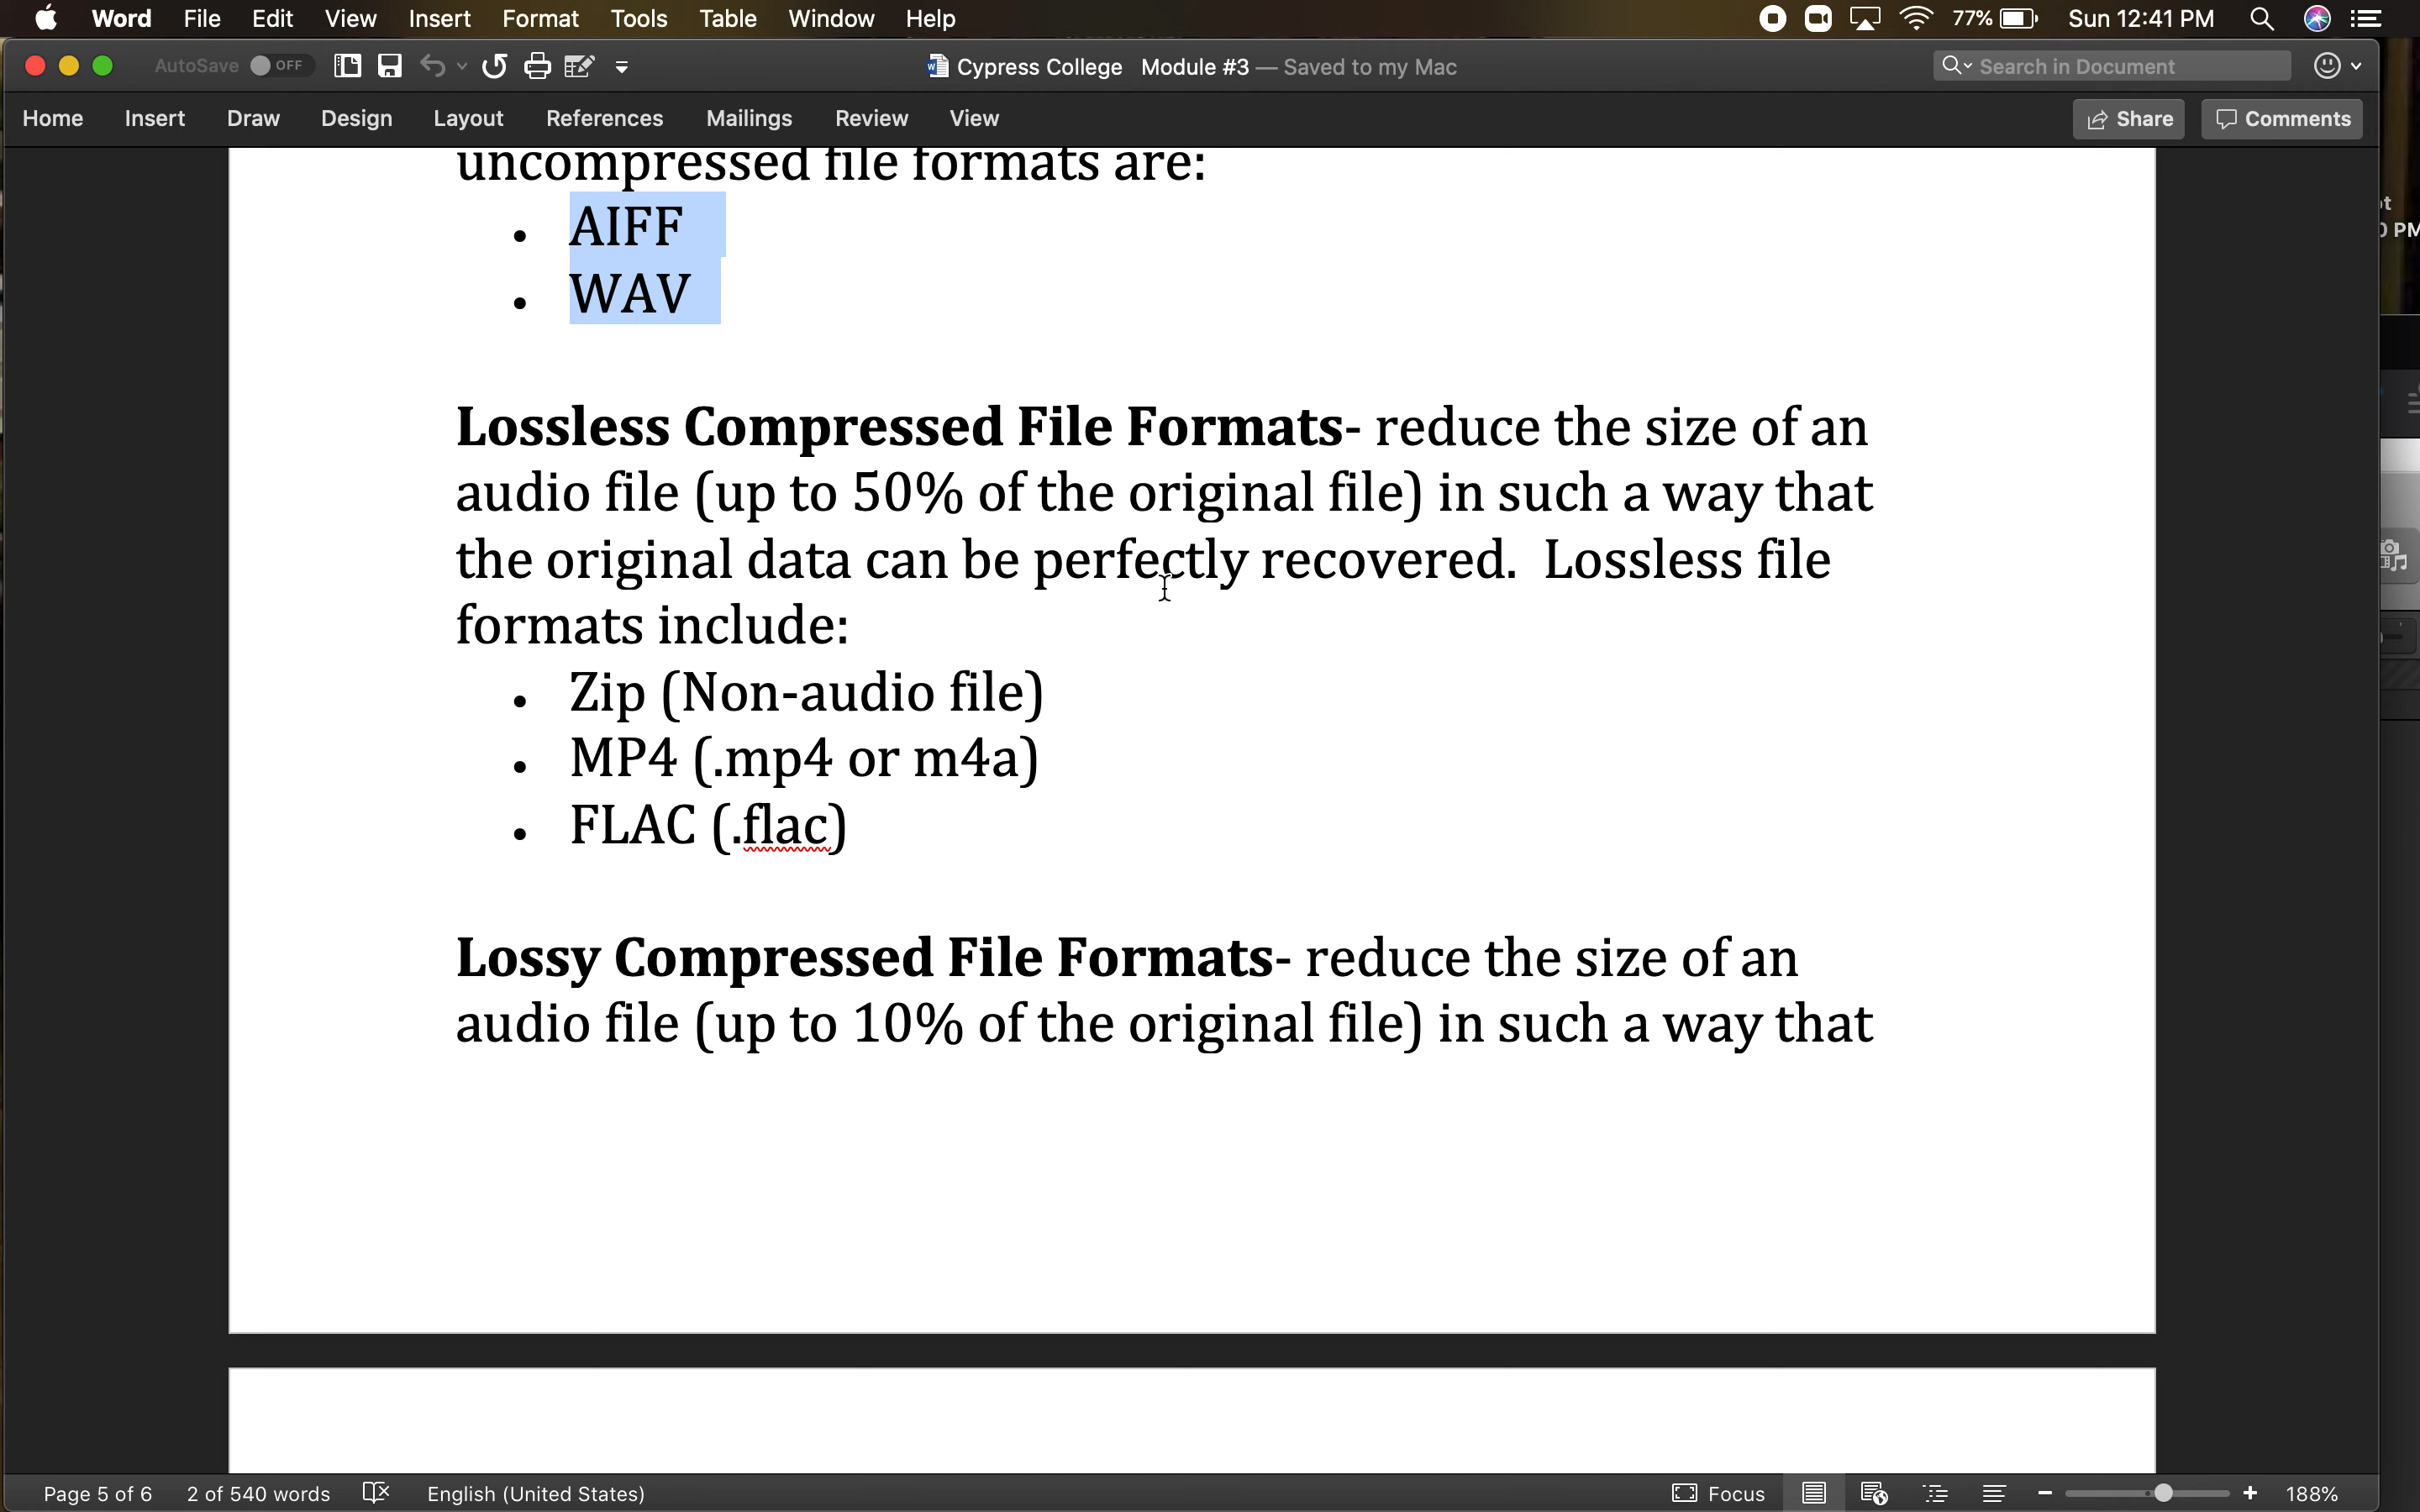 Word File Edit View Insert Format Tools Table Window Help 77% Sun 12:41 PM
AutoSave OFF Cypress College Module #3 — Saved to my Mac Search in Document
Home Insert Draw Design Layout References Mailings Review View Share Comments
uncompressed file formats are:
• AIFF
• WAV
Lossless Compressed File Formats- reduce the size of an
audio file (up to 50% of the original file) in such a way that
the original data can be perfectly recovered. Lossless file
formats include:
• Zip (Non-audio file)
• MP4 (.mp4 or m4a)
• FLAC (.flac)
Lossy Compressed File Formats- reduce the size of an
audio file (up to 10% of the original file) in such a way that
Page 5 of 6 2 of 540 words English (United States) Focus 188%